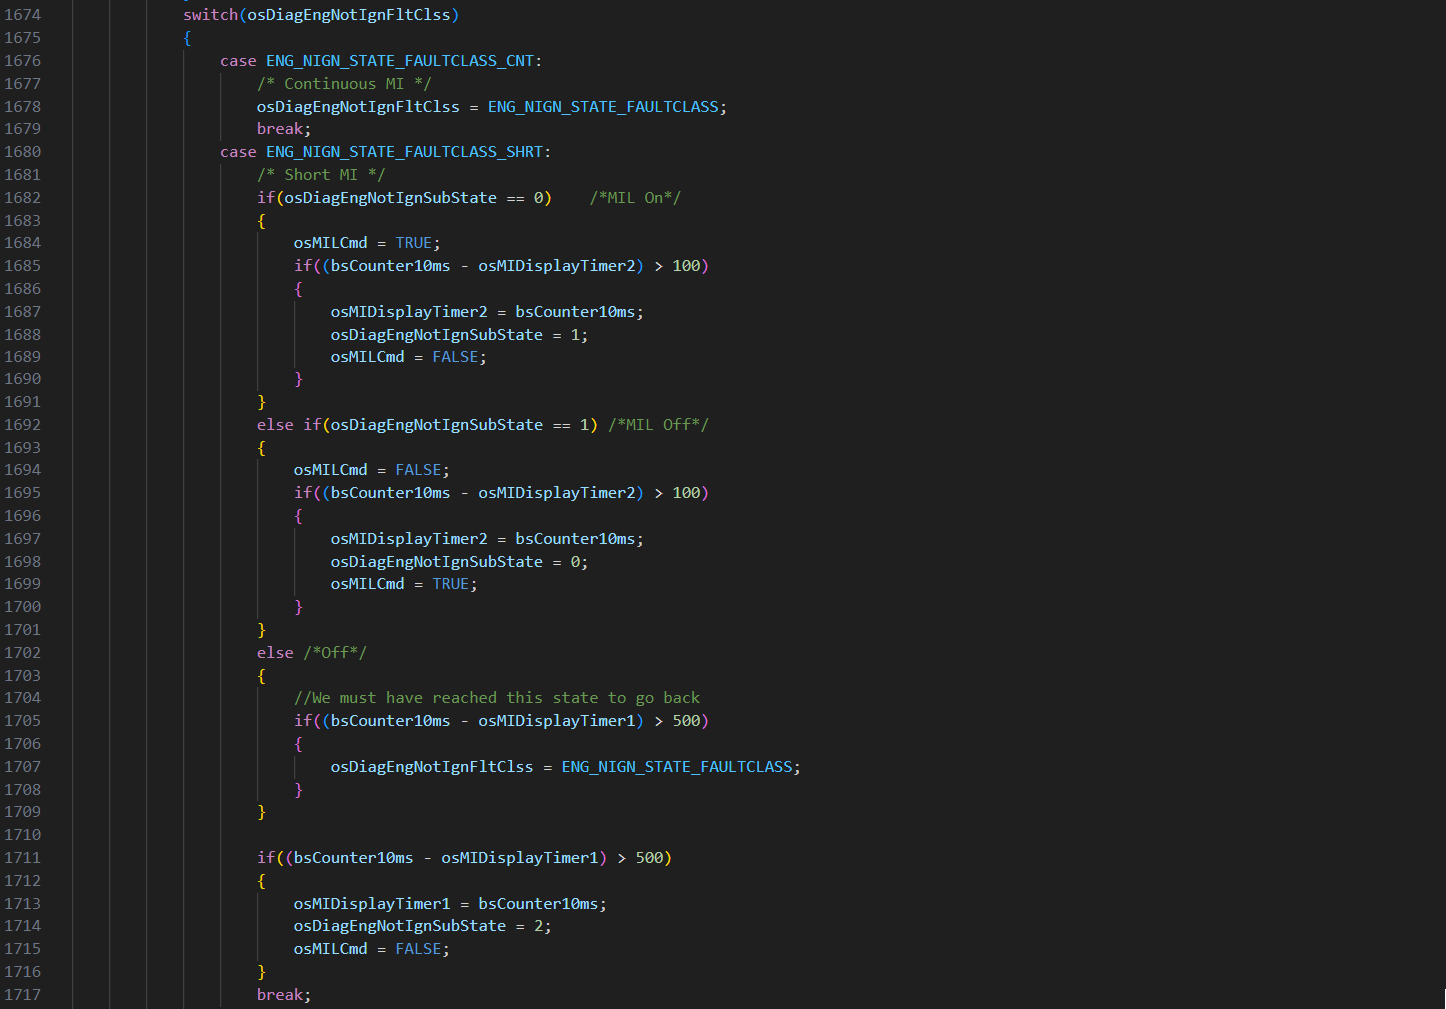 1674 switch(osDiagEngNotIgnFltClss)
1675 {
1676 case ENG_NIGN_STATE_FAULTCLASS_CNT:
1677 /* Continuous MI */
1678 osDiagEngNotIgnFltClss = ENG_NIGN_STATE_FAULTCLASS;
1679 break;
1680 case ENG_NIGN_STATE_FAULTCLASS_SHRT:
1681 /* Short MI */
1682 if(osDiagEngNotIgnSubState == 0) /*MIL On*/
1683 {
1684 osMILCmd = TRUE;
1685 if((bsCounter10ms - osMIDisplayTimer2) > 100)
1686 {
1687 osMIDisplayTimer2 = bsCounter10ms;
1688 osDiagEngNotIgnSubState = 1;
1689 osMILCmd = FALSE;
1690 }
1691 }
1692 else if(osDiagEngNotIgnSubState == 1) /*MIL Off*/
1693 {
1694 osMILCmd = FALSE;
1695 if((bsCounter10ms - osMIDisplayTimer2) > 100)
1696 {
1697 osMIDisplayTimer2 = bsCounter10ms;
1698 osDiagEngNotIgnSubState = 0;
1699 osMILCmd = TRUE;
1700 }
1701 }
1702 else /*Off*/
1703 {
1704 //We must have reached this state to go back
1705 if((bsCounter10ms - osMIDisplayTimer1) > 500)
1706 {
1707 osDiagEngNotIgnFltClss = ENG_NIGN_STATE_FAULTCLASS;
1708 }
1709 }
1710
1711 if((bsCounter10ms - osMIDisplayTimer1) > 500)
1712 {
1713 osMIDisplayTimer1 = bsCounter10ms;
1714 osDiagEngNotIgnSubState = 2;
1715 osMILCmd = FALSE;
1716 }
1717 break;